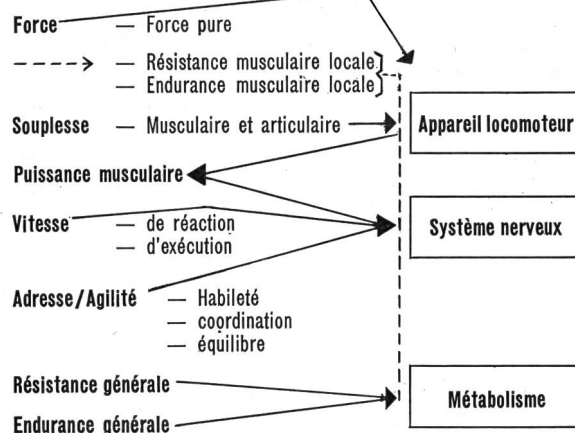 Force — Force pure
— Résistance musculaire locale
— Endurance musculaire locale
Souplesse — Musculaire et articulaire
Appareil locomoteur
Puissance musculaire
Vitesse — de réaction
— d'exécution
Système nerveux
Adresse/Agilité — Habileté
— coordination
— équilibre
Résistance générale
Métabolisme
Endurance générale